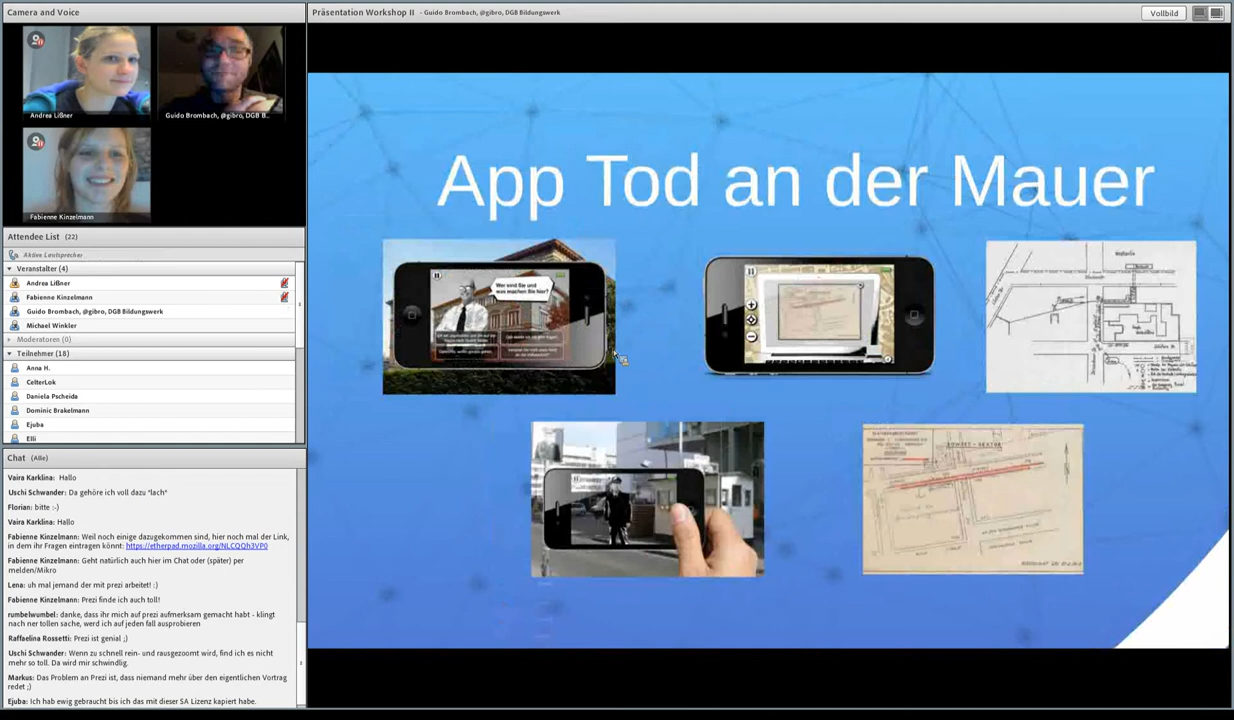 Camera and Voice
Andrea Lißner
Guido Brombach, @gibro, DGB B...
Fabienne Kinzelmann
Attendee List (22)
Aktive Lautsprecher
Veranstalter (4)
Andrea Lißner
Fabienne Kinzelmann
Guido Brombach, @gibro, DGB Bildungswerk
Michael Winkler
Moderatoren (0)
Teilnehmer (18)
Anna H.
CelterLok
Daniela Pscheida
Dominic Brakelmann
Ejuba
Elli
Chat (Alle)
Vaira Karklina: Hallo
Uschi Schwander: Da gehöre ich voll dazu *lach*
Florian: bitte :-)
Vaira Karklina: Hallo
Fabienne Kinzelmann: Weil noch einige dazugekommen sind, hier noch mal der Link,
in dem ihr Fragen eintragen könnt: https://etherpad.mozilla.org/NLCQQh3VP0
Fabienne Kinzelmann: Geht natürlich auch hier im Chat oder (später) per
melden/Mikro
Lena: uh mal jemand der mit prezi arbeitet! :)
Fabienne Kinzelmann: Prezi finde ich auch toll!
rumbelwumbel: danke, dass ihr mich auf prezi aufmerksam gemacht habt - klingt
nach ner tollen sache, werd ich auf jeden fall ausprobieren
Raffaelina Rossetti: Prezi ist genial ;)
Uschi Schwander: Wenn zu schnell rein- und rausgezoomt wird, find ich es nicht
mehr so toll. Da wird mir schwindlig.
Markus: Das Problem an Prezi ist, dass niemand mehr über den eigentlichen Vortrag
redet ;)
Ejuba: Ich hab ewig gebraucht bis ich das mit dieser SA Lizenz kapiert habe.
Präsentation Workshop II - Guido Brombach, @gibro, DGB Bildungswerk
Vollbild
App Tod an der Mauer
Wer sind Sie und
was machen Sie hier?
SOWJET - SEKTOR